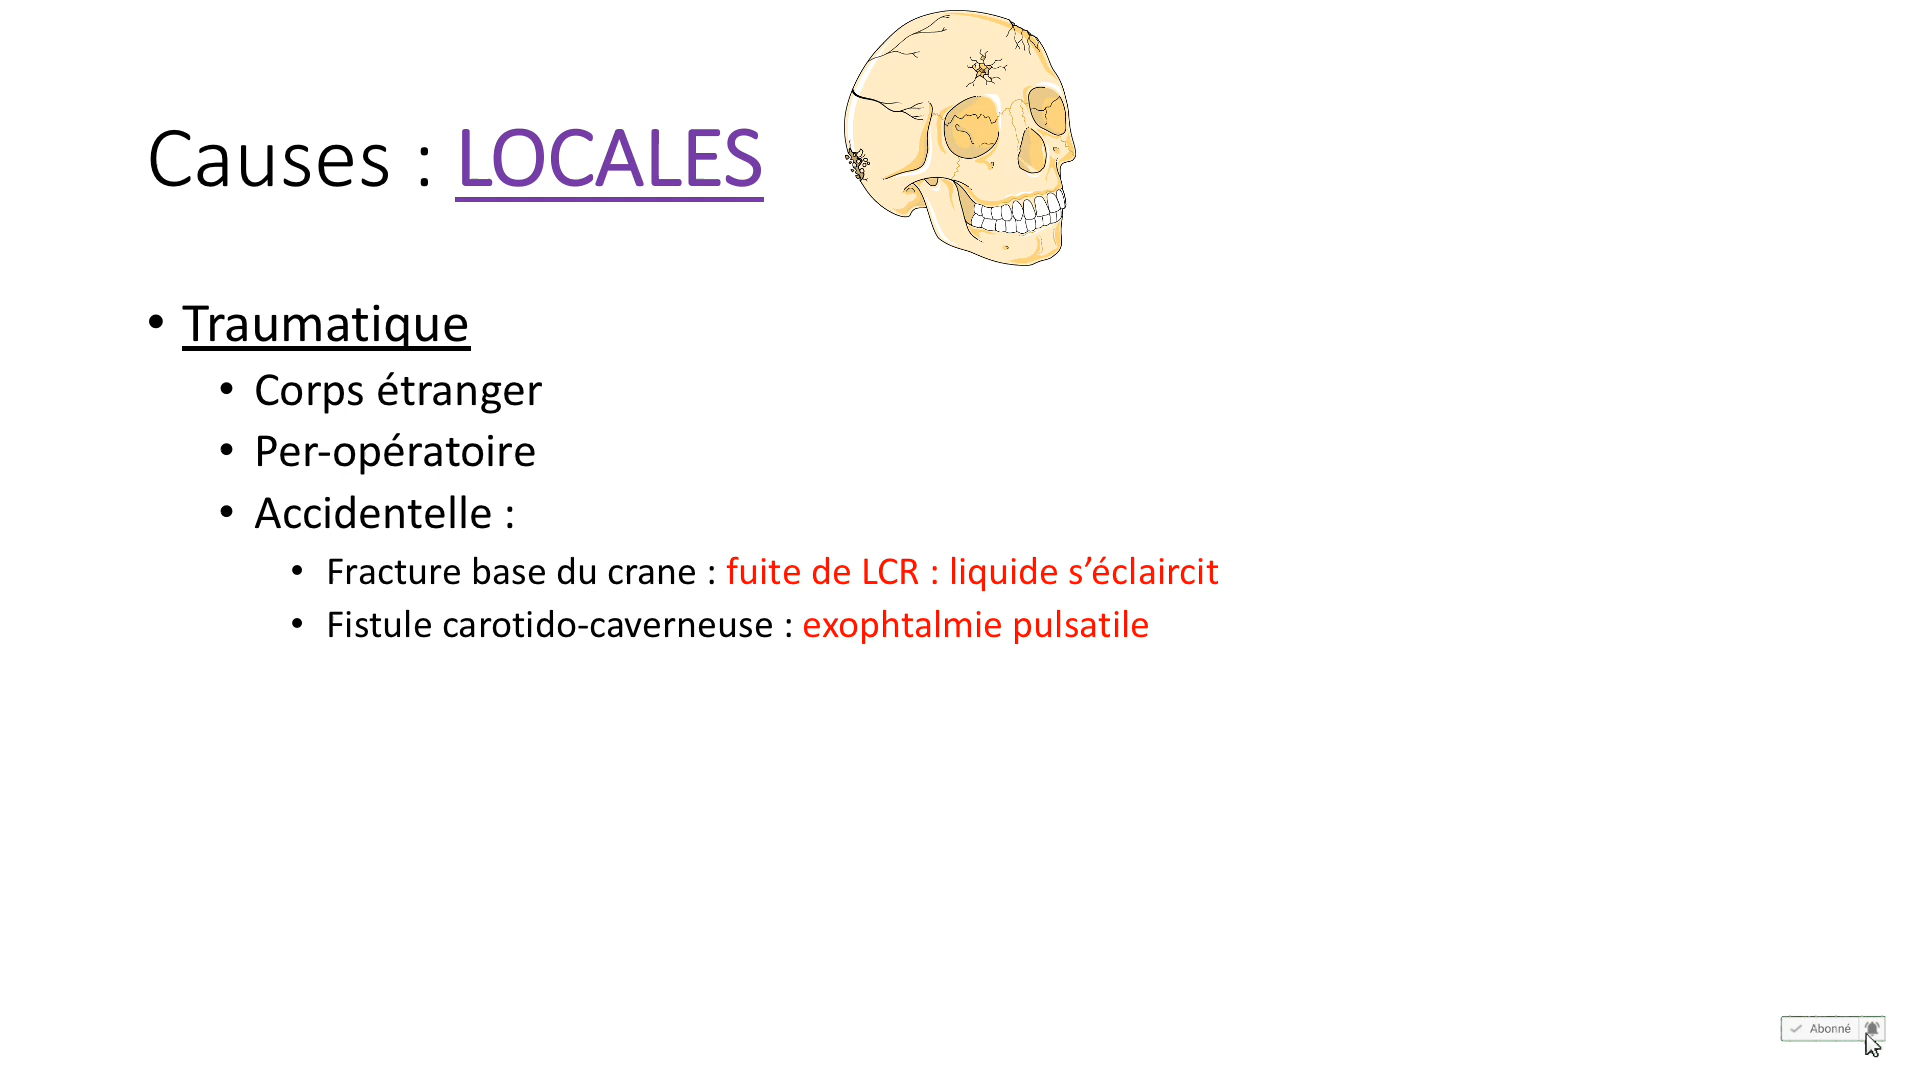 Causes : LOCALES
• Traumatique
• Corps étranger
• Per-opératoire
• Accidentelle :
• Fracture base du crane : fuite de LCR : liquide s’éclaircit
• Fistule carotido-caverneuse : exophtalmie pulsatile
Abonné